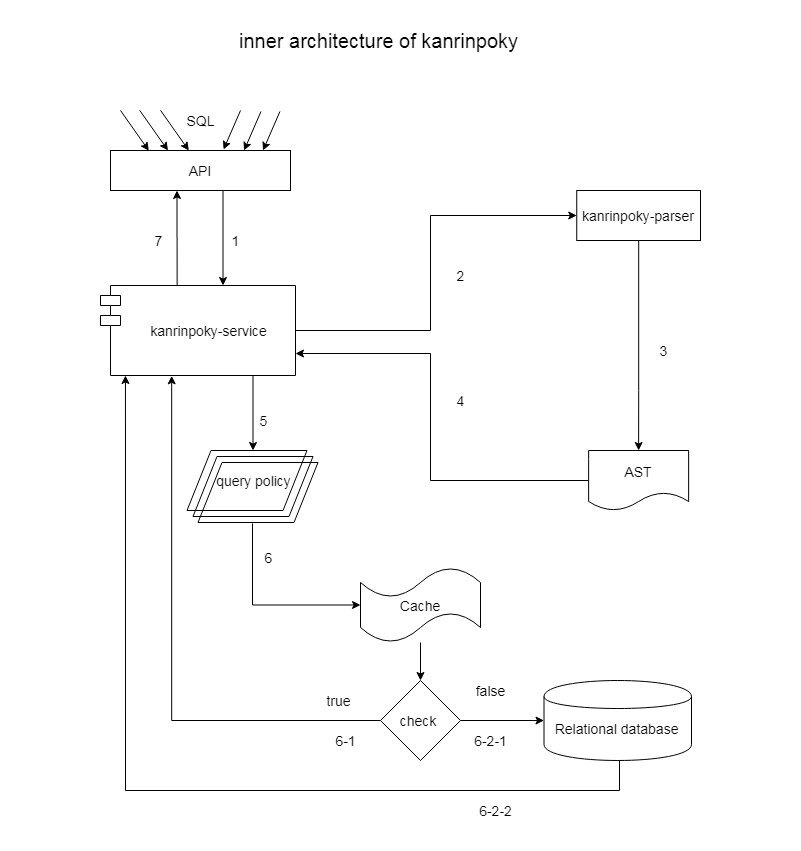 inner architecture of kanrinpoky
SQL
API
kanrinpoky-parser
7
1
2
kanrinpoky-service
3
4
5
query policy
AST
6
Cache
true
false
check
Relational database
6-1
6-2-1
6-2-2